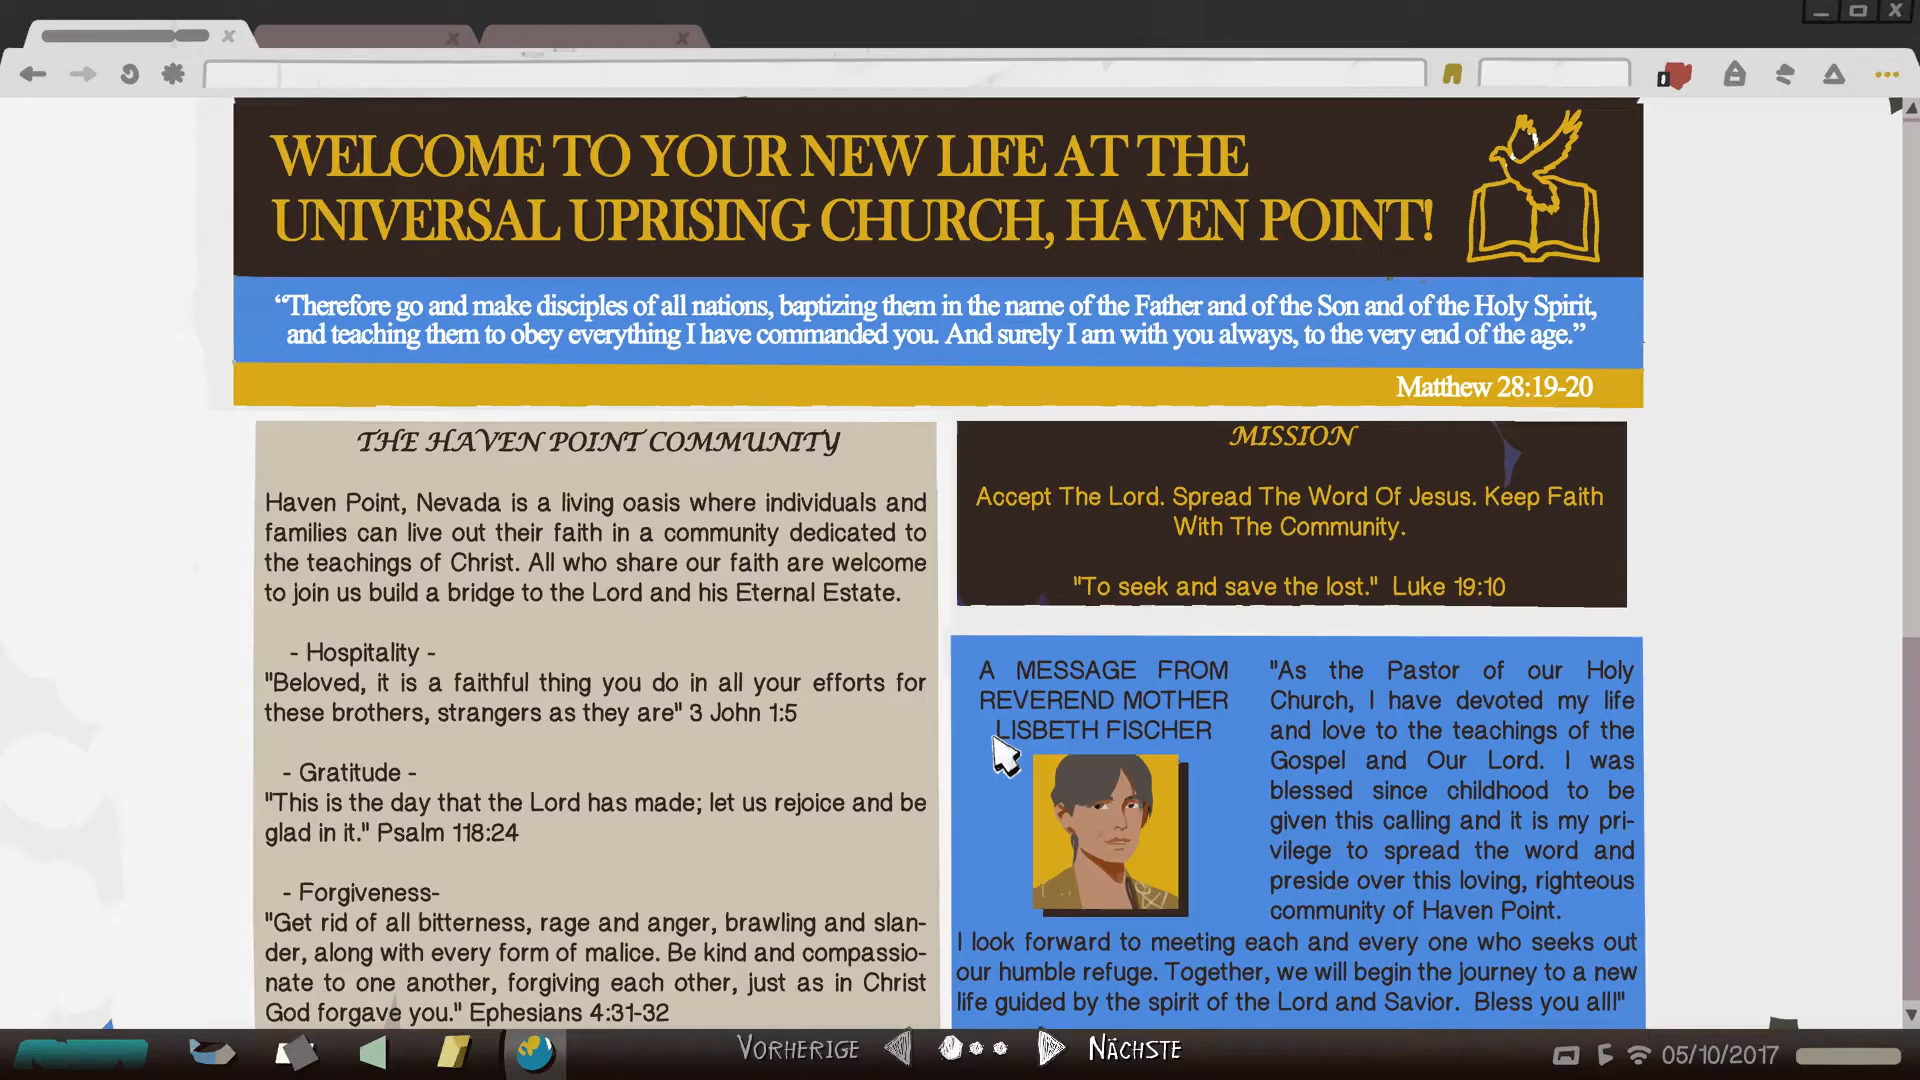 WELCOME TO YOUR NEW LIFE AT THE
UNIVERSAL UPRISING CHURCH, HAVEN POINT!
“Therefore go and make disciples of all nations, baptizing them in the name of the Father and of the Son and of the Holy Spirit,
and teaching them to obey everything I have commanded you. And surely I am with you always, to the very end of the age.”
Matthew 28:19-20
THE HAVEN POINT COMMUNITY
Haven Point, Nevada is a living oasis where individuals and
families can live out their faith in a community dedicated to
the teachings of Christ. All who share our faith are welcome
to join us build a bridge to the Lord and his Eternal Estate.
- Hospitality -
"Beloved, it is a faithful thing you do in all your efforts for
these brothers, strangers as they are" 3 John 1:5
- Gratitude -
"This is the day that the Lord has made; let us rejoice and be
glad in it." Psalm 118:24
- Forgiveness-
"Get rid of all bitterness, rage and anger, brawling and slan-
der, along with every form of malice. Be kind and compassio-
nate to one another, forgiving each other, just as in Christ
God forgave you." Ephesians 4:31-32
MISSION
Accept The Lord. Spread The Word Of Jesus. Keep Faith
With The Community.
"To seek and save the lost." Luke 19:10
A MESSAGE FROM
REVEREND MOTHER
LISBETH FISCHER
"As the Pastor of our Holy
Church, I have devoted my life
and love to the teachings of the
Gospel and Our Lord. I was
blessed since childhood to be
given this calling and it is my pri-
vilege to spread the word and
preside over this loving, righteous
community of Haven Point.
I look forward to meeting each and every one who seeks out
our humble refuge. Together, we will begin the journey to a new
life guided by the spirit of the Lord and Savior. Bless you all!"
VORHERIGE
NÄCHSTE
05/10/2017